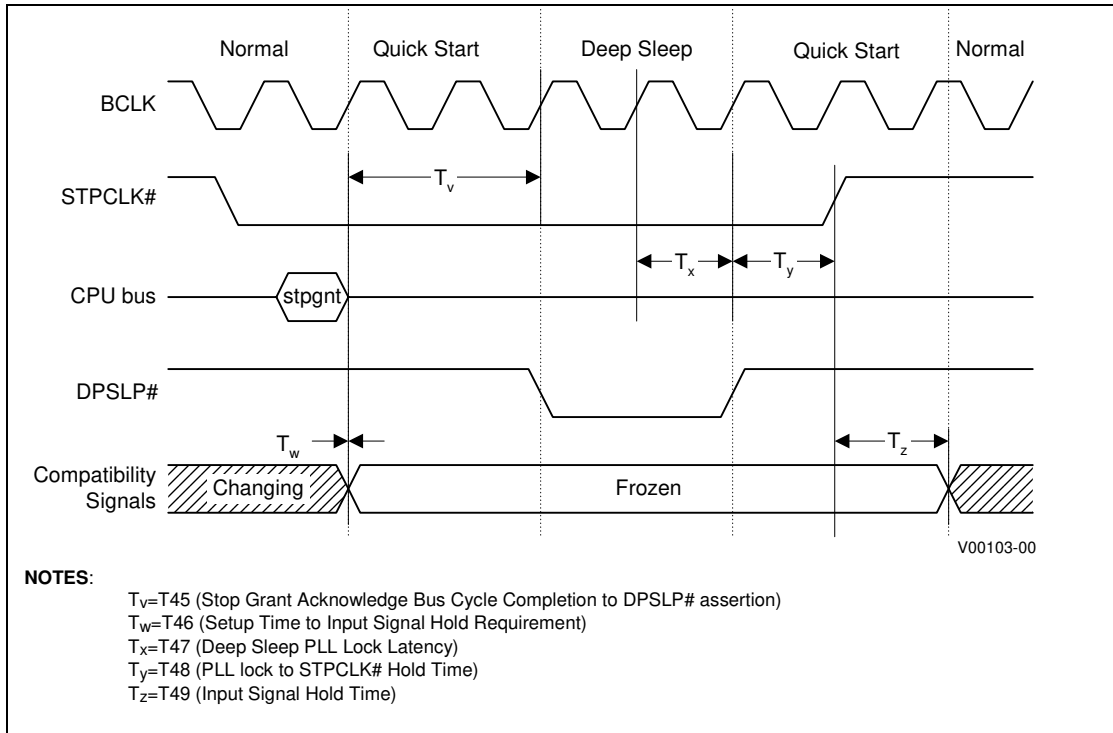 Normal Quick Start Deep Sleep Quick Start Normal
BCLK
STPCLK#
Tv
Tx
Ty
CPU bus
stpgnt
DPSLP#
Tw
Tz
Compatibility
Signals
Changing
Frozen
V00103-00
NOTES:
Tv=T45 (Stop Grant Acknowledge Bus Cycle Completion to DPSLP# assertion)
Tw=T46 (Setup Time to Input Signal Hold Requirement)
Tx=T47 (Deep Sleep PLL Lock Latency)
Ty=T48 (PLL lock to STPCLK# Hold Time)
Tz=T49 (Input Signal Hold Time)